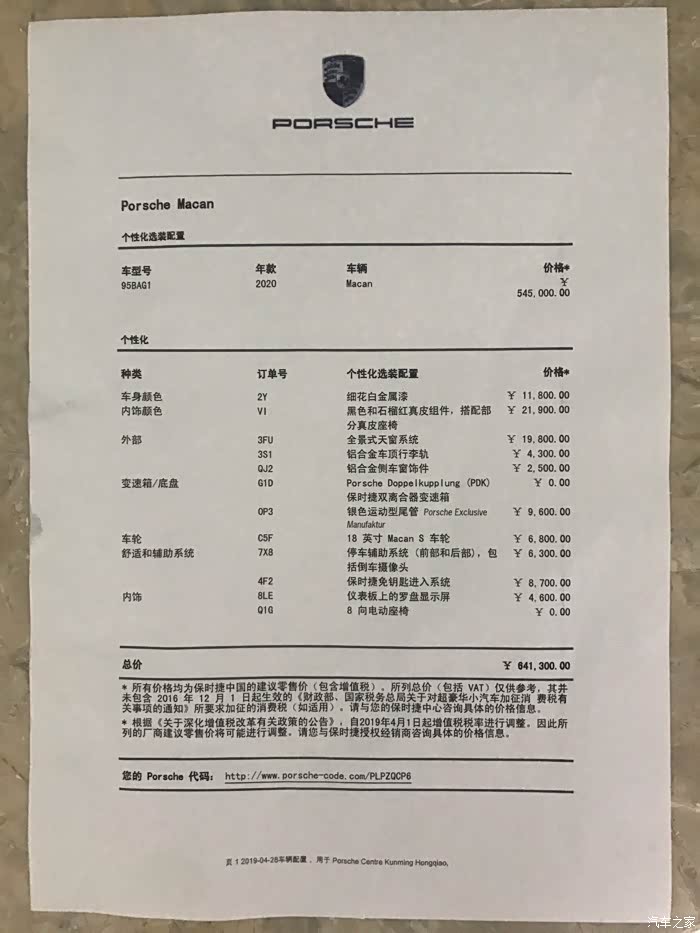 PORSCHE
Porsche Macan
个性化选装配置
车型号 年款 车辆 价格*
95BAG1 2020 Macan ￥
545,000.00
个性化
种类 订单号 个性化选装配置 价格*
车身颜色 2Y 细花白金属漆 ￥ 11,800.00
内饰颜色 VI 黑色和石榴红真皮组件，搭配部 ￥ 21,900.00
分真皮座椅
外部 3FU 全景式天窗系统 ￥ 19,800.00
3S1 铝合金车顶行李轨 ￥ 4,300.00
QJ2 铝合金侧车窗饰件 ￥ 2,500.00
变速箱/底盘 G1D Porsche Doppelkupplung (PDK) ￥ 0.00
保时捷双离合器变速箱
0P3 银色运动型尾管 Porsche Exclusive ￥ 9,600.00
Manufaktur
车轮 C5F 18 英寸 Macan S 车轮 ￥ 6,800.00
舒适和辅助系统 7X8 停车辅助系统（前部和后部），包 ￥ 6,300.00
括倒车摄像头
4F2 保时捷免钥匙进入系统 ￥ 8,700.00
内饰 8LE 仪表板上的罗盘显示屏 ￥ 4,600.00
Q1G 8 向电动座椅 ￥ 0.00
总价 ￥ 641,300.00
* 所有价格均为保时捷中国的建议零售价（包含增值税）。所列总价（包括 VAT）仅供参考，其并
未包含 2016 年 12 月 1 日起生效的《财政部、国家税务总局关于对超豪华小汽车加征消 费税有
关事项的通知》所要求加征的消费税（如适用）。请与您的保时捷中心咨询具体的价格信息。
* 根据《关于深化增值税改革有关政策的公告》，自2019年4月1日起增值税税率进行调整。因此所
列的厂商建议零售价将可能进行调整。请您与保时捷授权经销商咨询具体的价格信息。
您的 Porsche 代码： http://www.porsche-code.com/PLPZQCP6
页 1 2019-04-28车辆配置 。用于 Porsche Centre Kunming Hongqiao,
汽车之家